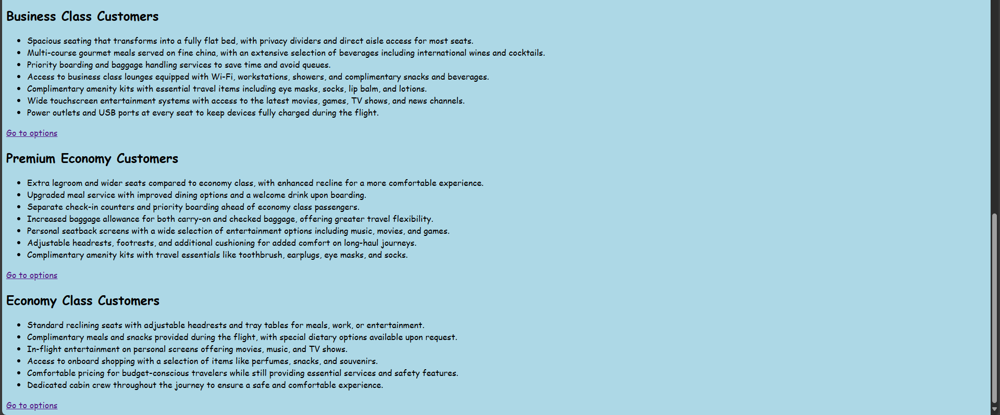 Business Class Customers
Spacious seating that transforms into a fully flat bed, with privacy dividers and direct aisle access for most seats.
Multi-course gourmet meals served on fine china, with an extensive selection of beverages including international wines and cocktails.
Priority boarding and baggage handling services to save time and avoid queues.
Access to business class lounges equipped with Wi-Fi, workstations, showers, and complimentary snacks and beverages.
Complimentary amenity kits with essential travel items including eye masks, socks, lip balm, and lotions.
Wide touchscreen entertainment systems with access to the latest movies, games, TV shows, and news channels.
Power outlets and USB ports at every seat to keep devices fully charged during the flight.
Go to options
Premium Economy Customers
Extra legroom and wider seats compared to economy class, with enhanced recline for a more comfortable experience.
Upgraded meal service with improved dining options and a welcome drink upon boarding.
Separate check-in counters and priority boarding ahead of economy class passengers.
Increased baggage allowance for both carry-on and checked baggage, offering greater travel flexibility.
Personal seatback screens with a wide selection of entertainment options including music, movies, and games.
Adjustable headrests, footrests, and additional cushioning for added comfort on long-haul journeys.
Complimentary amenity kits with travel essentials like toothbrush, earplugs, eye masks, and socks.
Go to options
Economy Class Customers
Standard reclining seats with adjustable headrests and tray tables for meals, work, or entertainment.
Complimentary meals and snacks provided during the flight, with special dietary options available upon request.
In-flight entertainment on personal screens offering movies, music, and TV shows.
Access to onboard shopping with a selection of items like perfumes, snacks, and souvenirs.
Comfortable pricing for budget-conscious travelers while still providing essential services and safety features.
Dedicated cabin crew throughout the journey to ensure a safe and comfortable experience.
Go to options